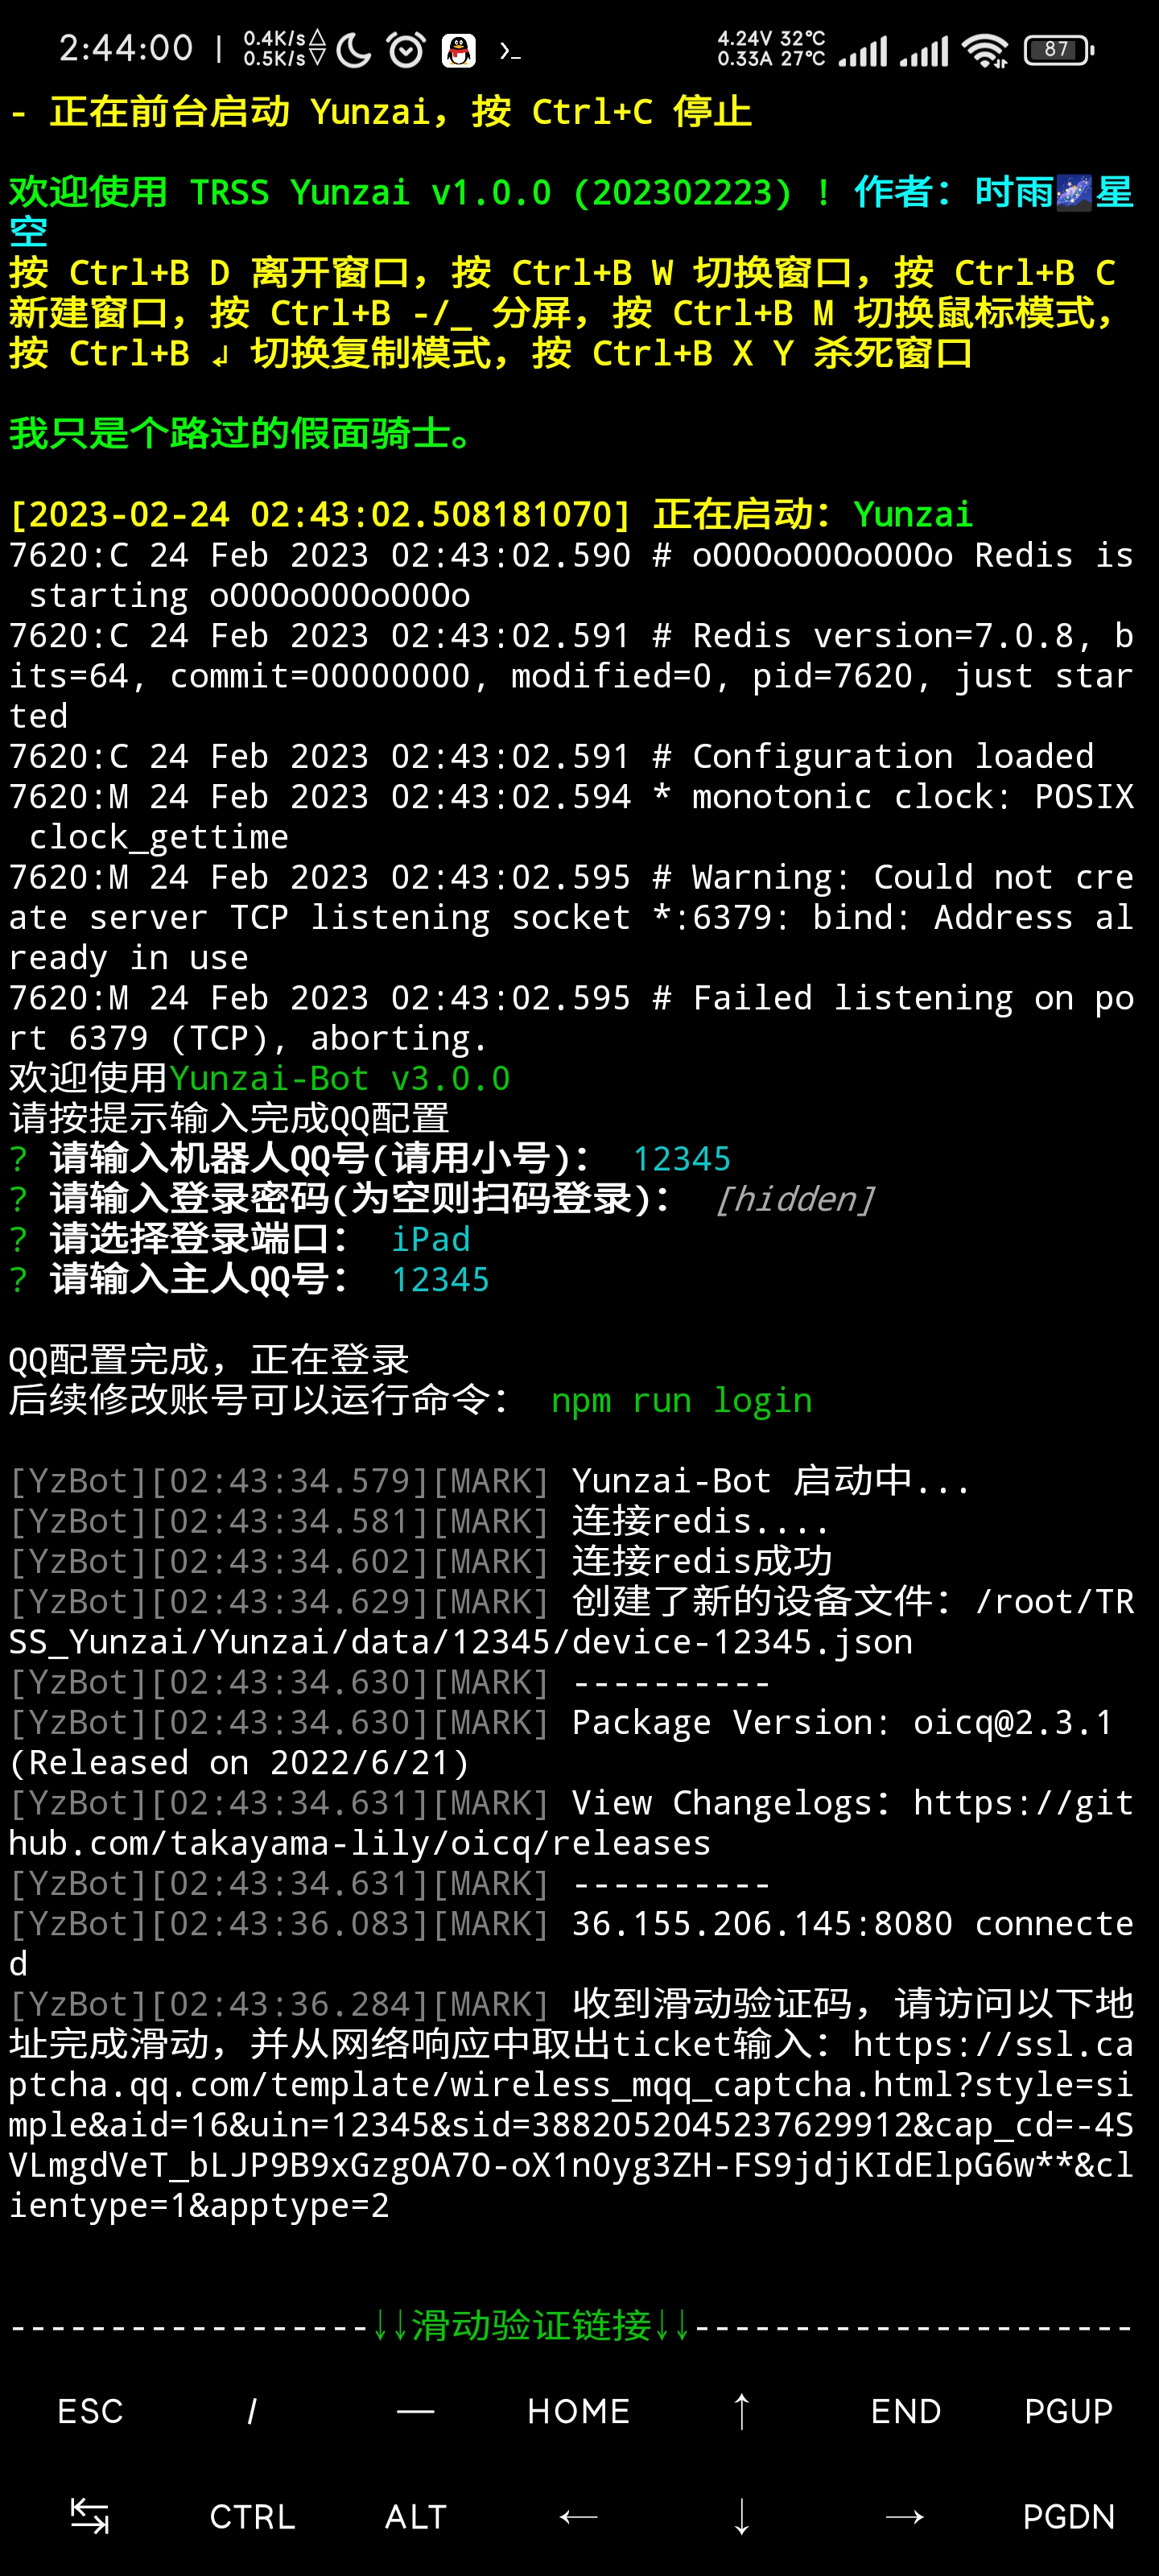 2:44:00 | 0.4K/s△ 4.24V 32°C
0.5K/s▽ 0.33A 27°C 87
- 正在前台启动 Yunzai，按 Ctrl+C 停止
欢迎使用 TRSS Yunzai v1.0.0 (202302223) ! 作者：时雨🌌星
空
按 Ctrl+B D 离开窗口，按 Ctrl+B W 切换窗口，按 Ctrl+B C
新建窗口，按 Ctrl+B -/_ 分屏，按 Ctrl+B M 切换鼠标模式，
按 Ctrl+B ↲ 切换复制模式，按 Ctrl+B X Y 杀死窗口
我只是个路过的假面骑士。
[2023-02-24 02:43:02.508181070] 正在启动：Yunzai
7620:C 24 Feb 2023 02:43:02.590 # oO0OoO0OoO0Oo Redis is
 starting oO0OoO0OoO0Oo
7620:C 24 Feb 2023 02:43:02.591 # Redis version=7.0.8, b
its=64, commit=00000000, modified=0, pid=7620, just star
ted
7620:C 24 Feb 2023 02:43:02.591 # Configuration loaded
7620:M 24 Feb 2023 02:43:02.594 * monotonic clock: POSIX
 clock_gettime
7620:M 24 Feb 2023 02:43:02.595 # Warning: Could not cre
ate server TCP listening socket *:6379: bind: Address al
ready in use
7620:M 24 Feb 2023 02:43:02.595 # Failed listening on po
rt 6379 (TCP), aborting.
欢迎使用Yunzai-Bot v3.0.0
请按提示输入完成QQ配置
? 请输入机器人QQ号(请用小号)： 12345
? 请输入登录密码(为空则扫码登录)： [hidden]
? 请选择登录端口： iPad
? 请输入主人QQ号： 12345
QQ配置完成，正在登录
后续修改账号可以运行命令： npm run login
[YzBot][02:43:34.579][MARK] Yunzai-Bot 启动中...
[YzBot][02:43:34.581][MARK] 连接redis....
[YzBot][02:43:34.602][MARK] 连接redis成功
[YzBot][02:43:34.629][MARK] 创建了新的设备文件：/root/TR
SS_Yunzai/Yunzai/data/12345/device-12345.json
[YzBot][02:43:34.630][MARK] ----------
[YzBot][02:43:34.630][MARK] Package Version: oicq@2.3.1
(Released on 2022/6/21)
[YzBot][02:43:34.631][MARK] View Changelogs：https://git
hub.com/takayama-lily/oicq/releases
[YzBot][02:43:34.631][MARK] ----------
[YzBot][02:43:36.083][MARK] 36.155.206.145:8080 connecte
d
[YzBot][02:43:36.284][MARK] 收到滑动验证码，请访问以下地
址完成滑动，并从网络响应中取出ticket输入：https://ssl.ca
ptcha.qq.com/template/wireless_mqq_captcha.html?style=si
mple&aid=16&uin=12345&sid=3882052045237629912&cap_cd=-4S
VLmgdVeT_bLJP9B9xGzgOA7O-oX1n0yg3ZH-FS9jdjKIdElpG6w**&cl
ientype=1&apptype=2
------------------↓↓滑动验证链接↓↓----------------------
ESC / — HOME ↑ END PGUP
↹ CTRL ALT ← ↓ → PGDN